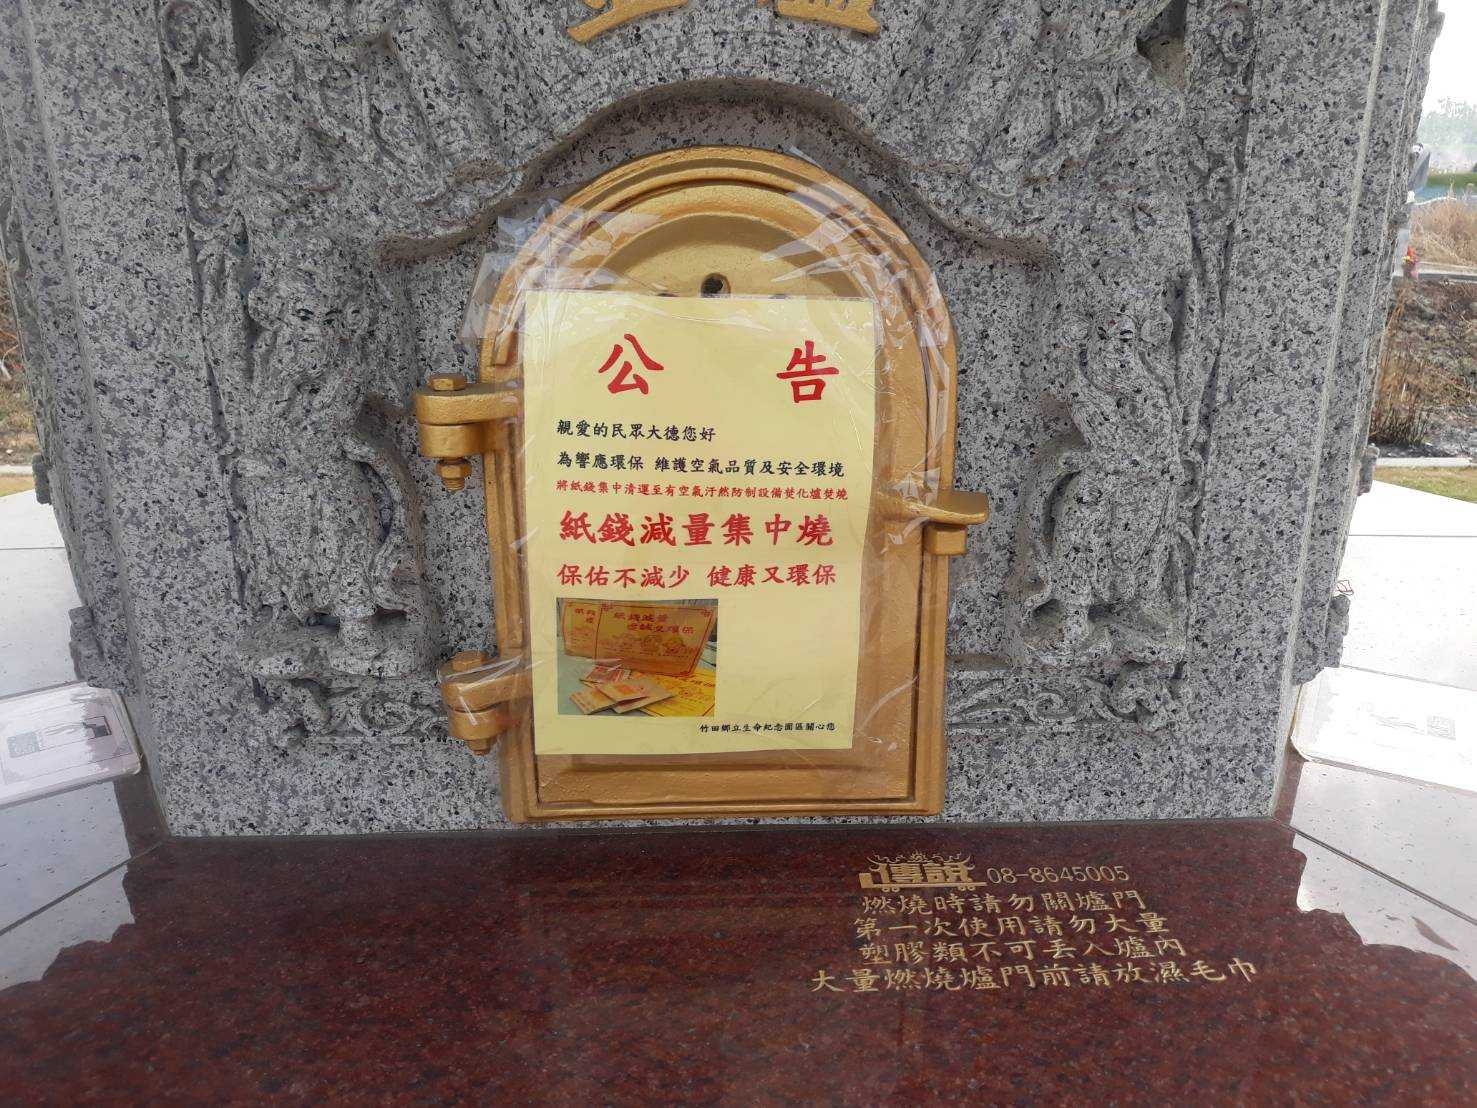 公 告
親愛的民眾大德您好
為響應環保 維護空氣品質及安全環境
將紙錢集中清運至有空氣汙然防制設備焚化爐焚燒
紙錢減量集中燒
保佑不減少 健康又環保
紙錢減量
竹田鄉立生命紀念園區關心您
傳說 08-8645005
燃燒時請勿關爐門
第一次使用請勿大量
塑膠類不可丟入爐內
大量燃燒爐門前請放濕毛巾